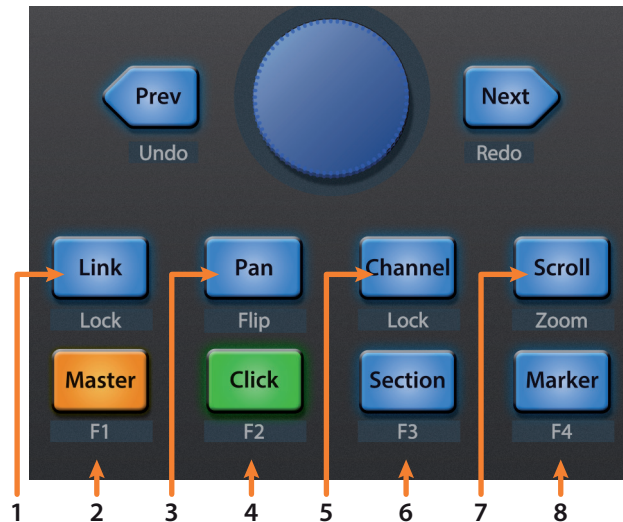 Prev Next
Undo Redo
Link Pan Channel Scroll
Lock Flip Lock Zoom
Master Click Section Marker
F1 F2 F3 F4
1 2 3 4 5 6 7 8